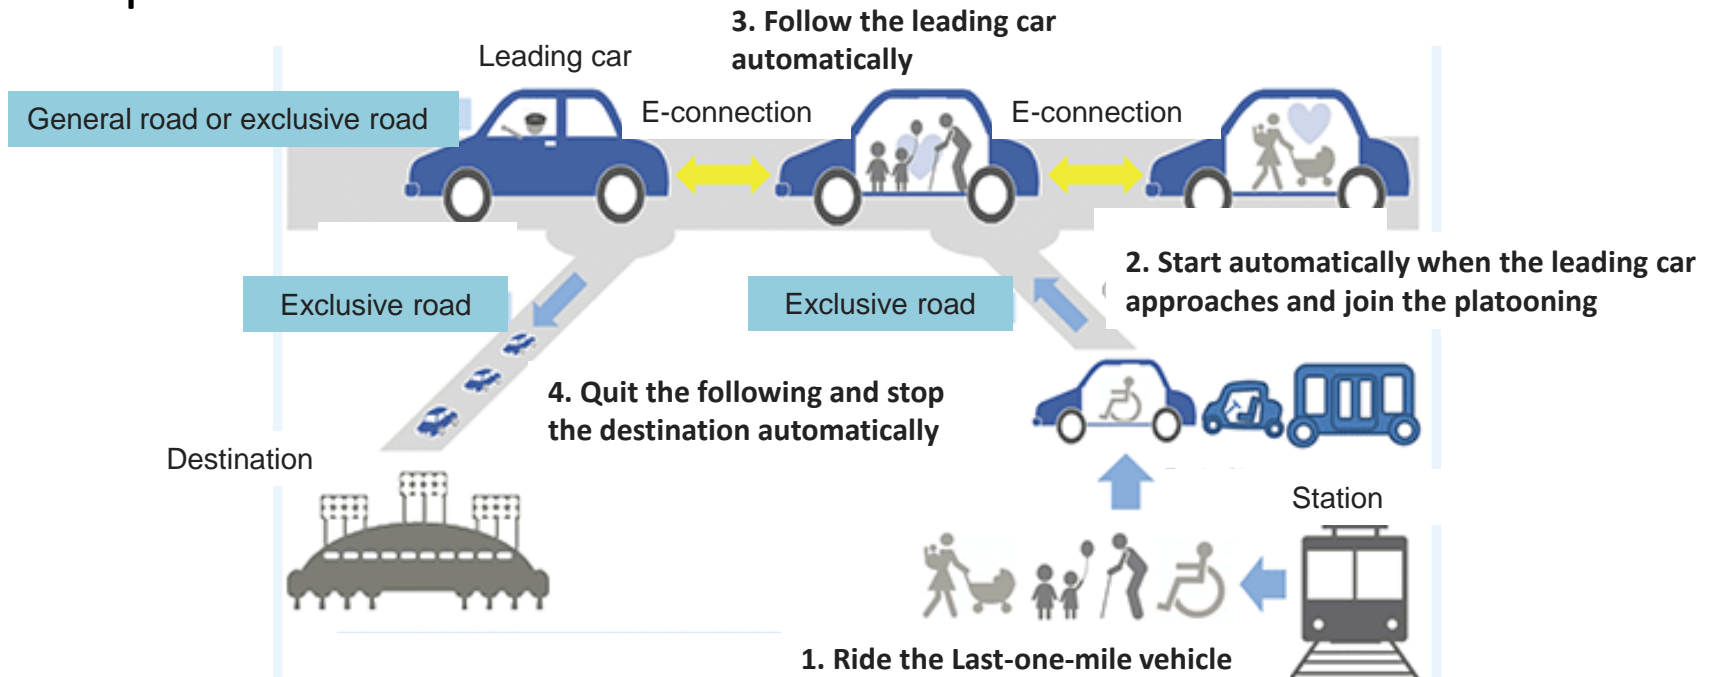 3. Follow the leading car
automatically
Leading car
General road or exclusive road
E-connection
E-connection
2. Start automatically when the leading car
approaches and join the platooning
Exclusive road
Exclusive road
4. Quit the following and stop
the destination automatically
Destination
Station
1. Ride the Last-one-mile vehicle